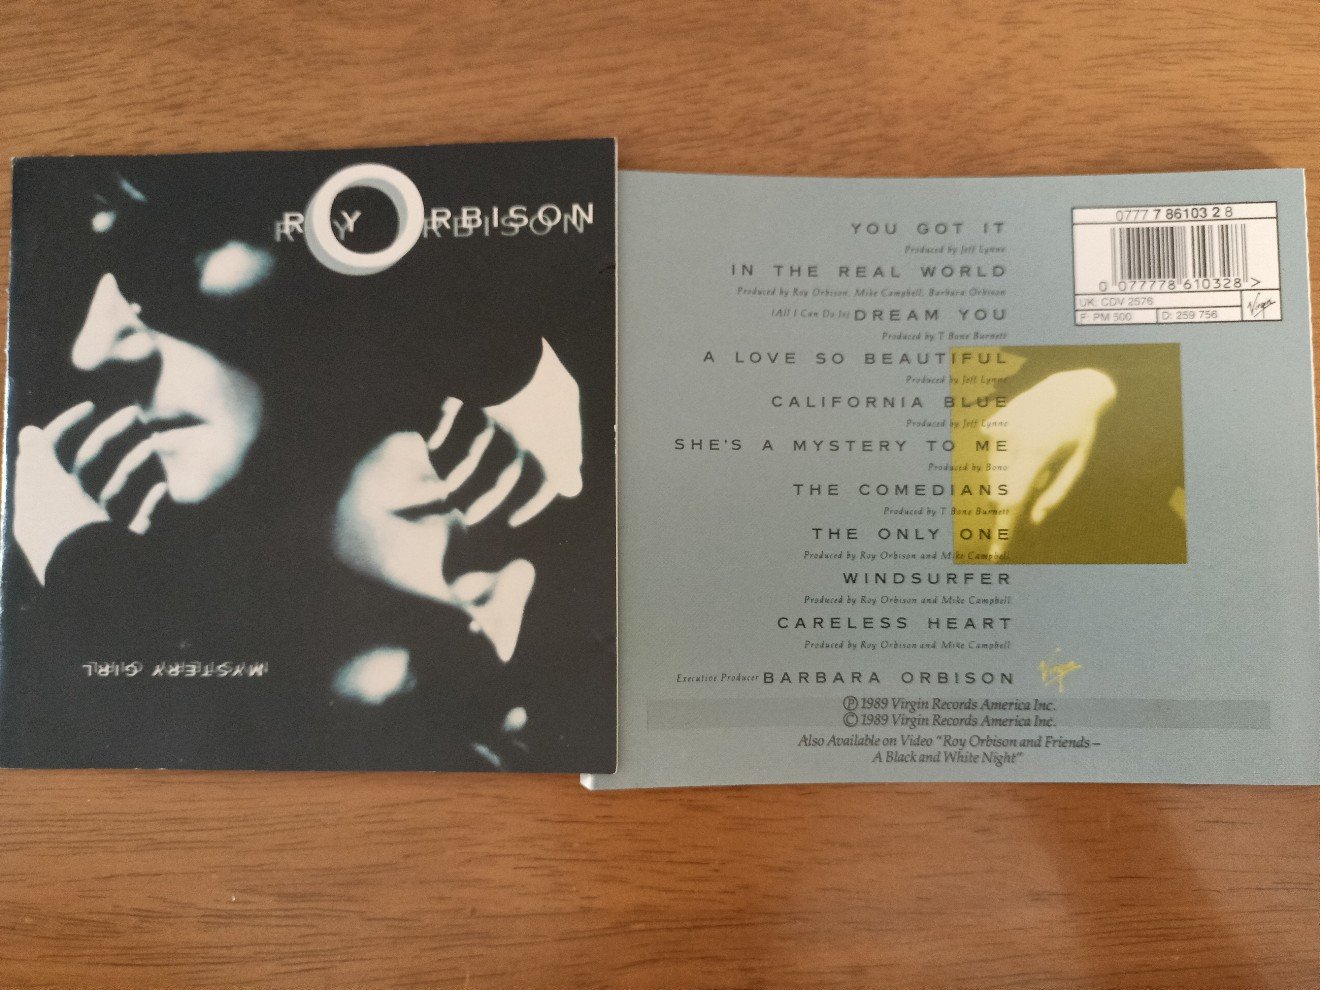 ROY ORBISON
MYSTERY GIRL
0777 7 86103 2 8
0 077778 610328 >
UK: CDV 2576
F: PM 500
D: 259 756
Virgin
YOU GOT IT
Produced by Jeff Lynne
IN THE REAL WORLD
Produced by Roy Orbison, Mike Campbell, Barbara Orbison
(All I Can Do Is) DREAM YOU
Produced by T Bone Burnett
A LOVE SO BEAUTIFUL
Produced by Jeff Lynne
CALIFORNIA BLUE
Produced by Jeff Lynne
SHE'S A MYSTERY TO ME
Produced by Bono
THE COMEDIANS
Produced by T Bone Burnett
THE ONLY ONE
Produced by Roy Orbison and Mike Campbell
WINDSURFER
Produced by Roy Orbison and Mike Campbell
CARELESS HEART
Produced by Roy Orbison and Mike Campbell
Executive Producer BARBARA ORBISON
Virgin
Ⓟ 1989 Virgin Records America Inc.
© 1989 Virgin Records America Inc.
Also Available on Video "Roy Orbison and Friends –
A Black and White Night"